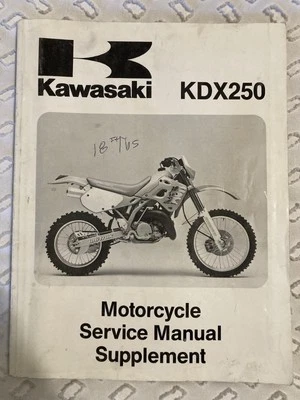 Kawasaki KDX250
Motorcycle
Service Manual
Supplement